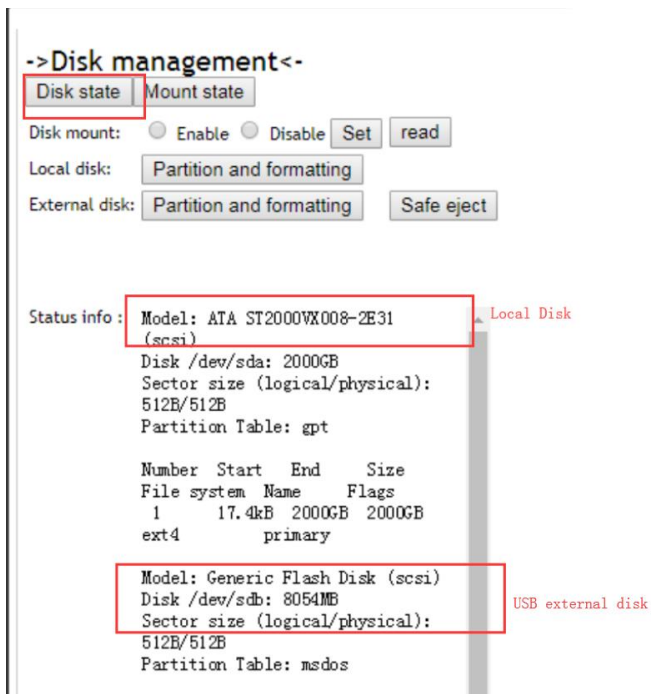 ->Disk management<-
Disk state Mount state
Disk mount: Enable Disable Set read
Local disk: Partition and formatting
External disk: Partition and formatting Safe eject
Status info : Model: ATA ST2000VX008-2E31 Local Disk
(scsi)
Disk /dev/sda: 2000GB
Sector size (logical/physical):
512B/512B
Partition Table: gpt
Number Start End Size
File system Name Flags
1 17.4kB 2000GB 2000GB
ext4 primary
Model: Generic Flash Disk (scsi)
Disk /dev/sdb: 8054MB USB external disk
Sector size (logical/physical):
512B/512B
Partition Table: msdos